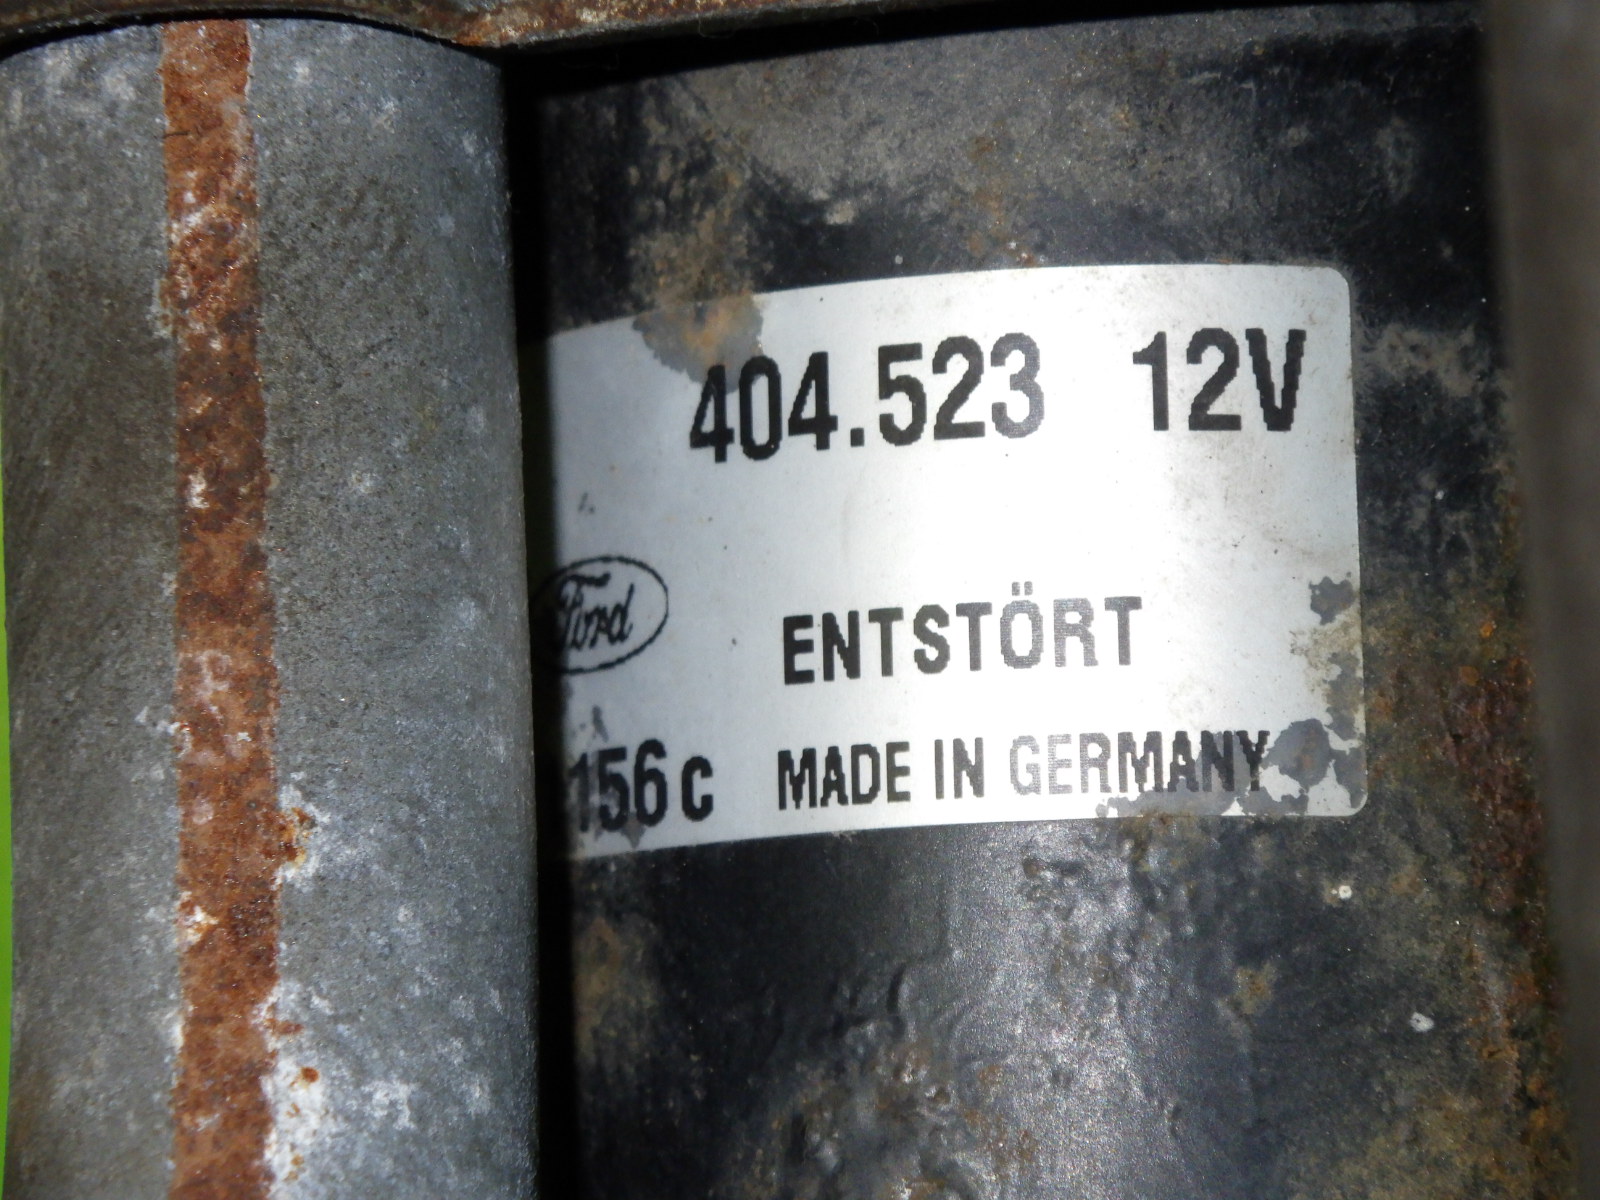 404.523 12V
Ford
ENTSTÖRT
156c MADE IN GERMANY